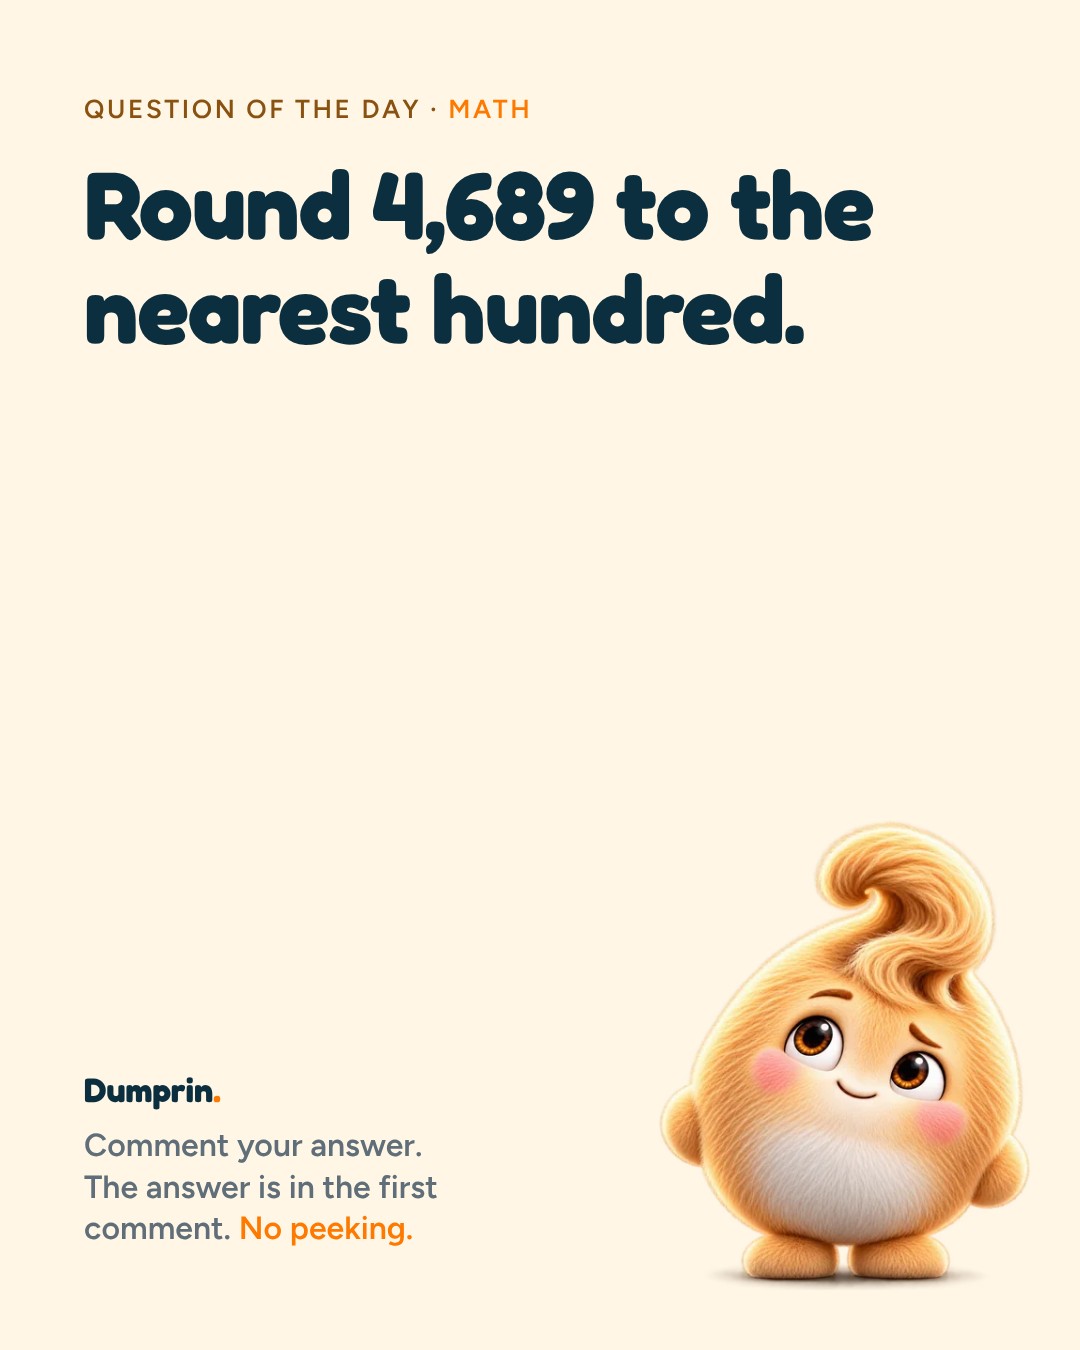 QUESTION OF THE DAY · MATH
Round 4,689 to the
nearest hundred.
Dumprin.
Comment your answer.
The answer is in the first
comment. No peeking.